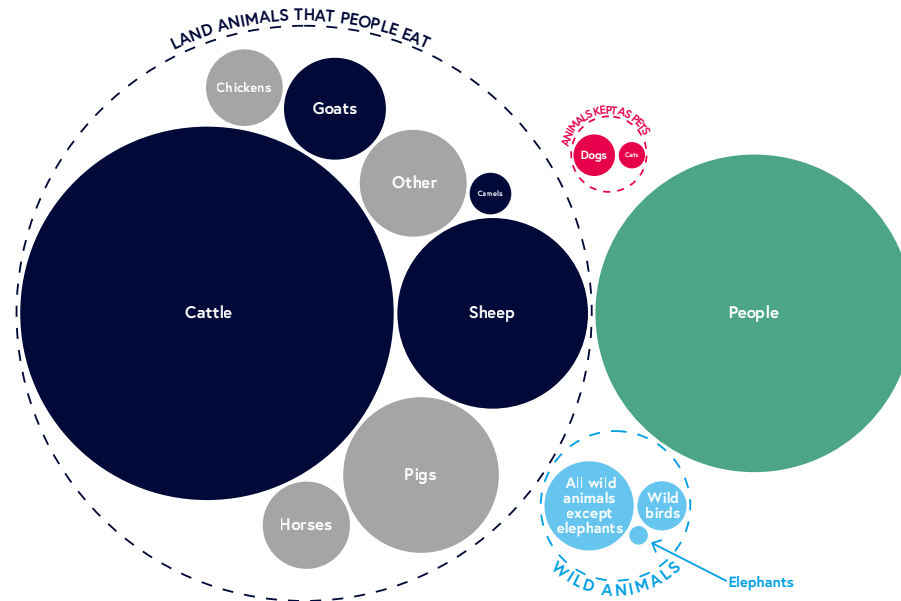 LAND ANIMALS THAT PEOPLE EAT
Chickens
Goats
Other
Camels
Cattle
Sheep
Pigs
Horses
ANIMALS KEPT AS PETS
Dogs
Cats
People
All wild
animals
except
elephants
Wild
birds
WILD ANIMALS
Elephants